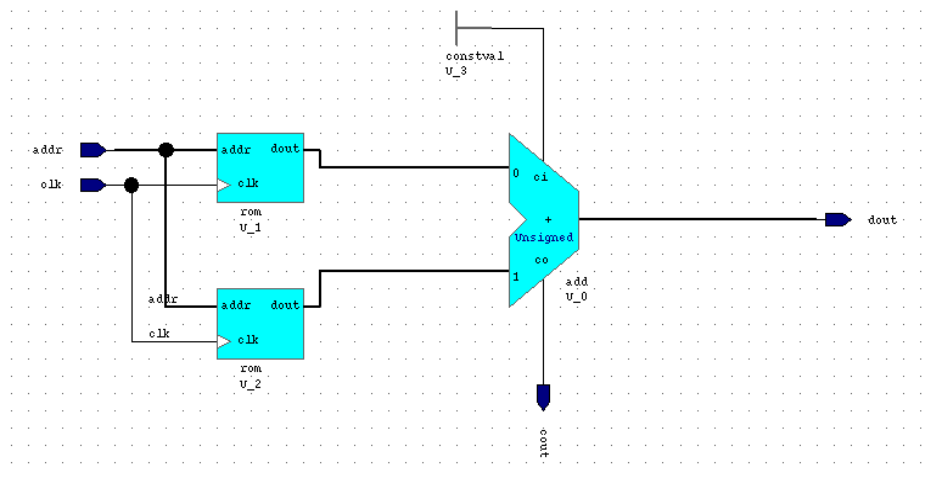 constval
U_3
addr
addr
dout
clk
clk
rom
U_1
0
ci
+
Unsigned
dout
co
1
add
U_0
addr
addr
dout
clk
clk
rom
U_2
cout